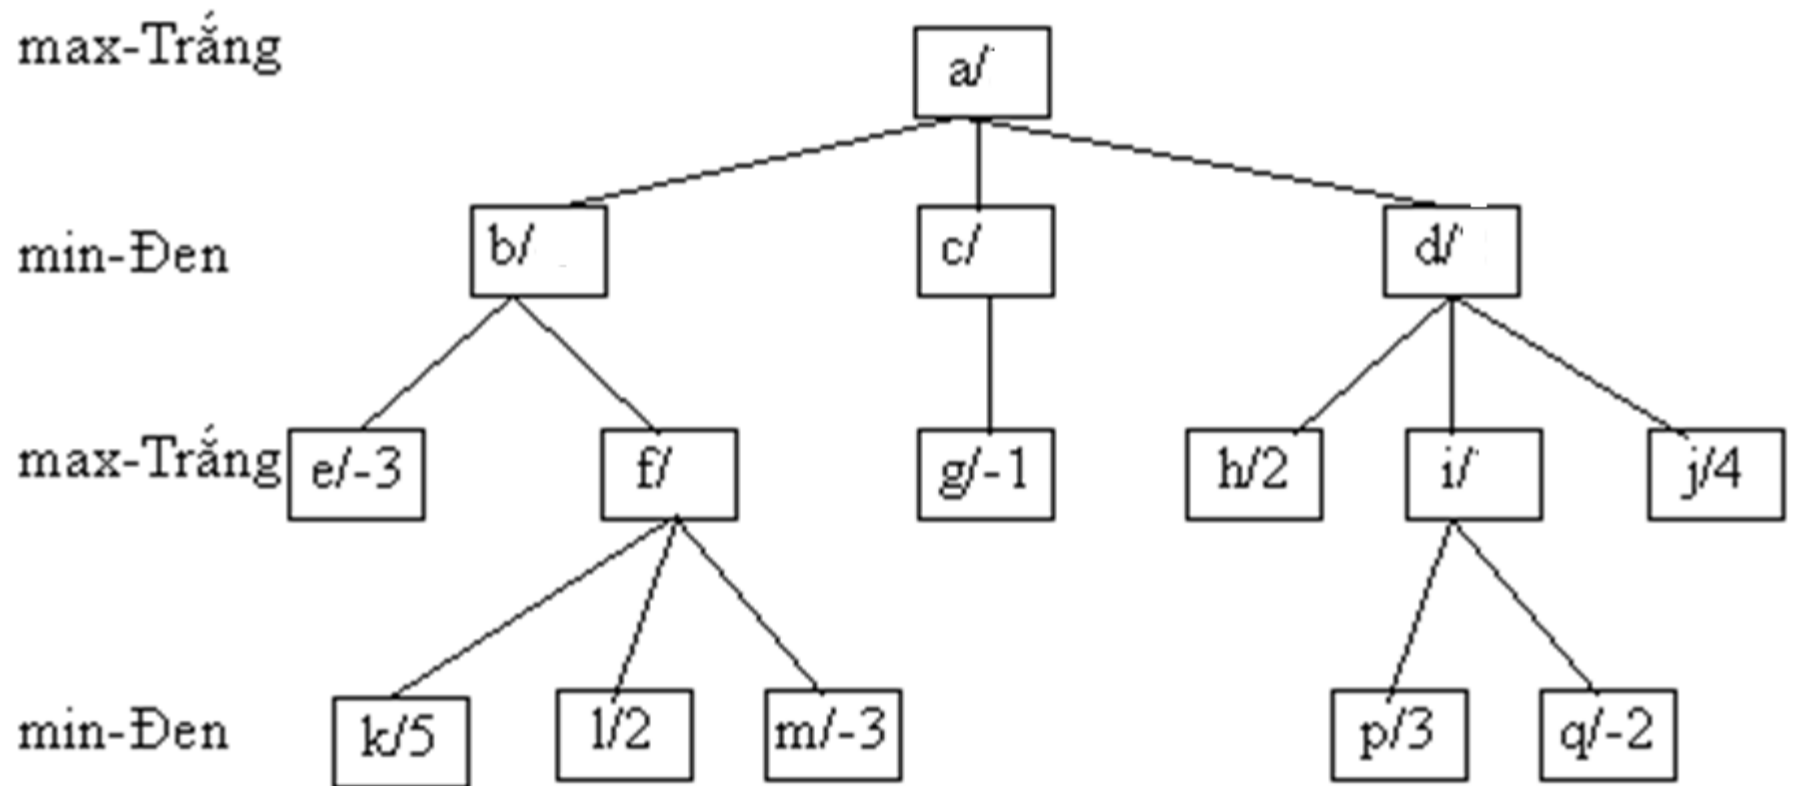 max-Trắng a/
min-Đen b/ c/ d/
max-Trắng e/-3 f/ g/-1 h/2 i/ j/4
min-Đen k/5 l/2 m/-3 p/3 q/-2